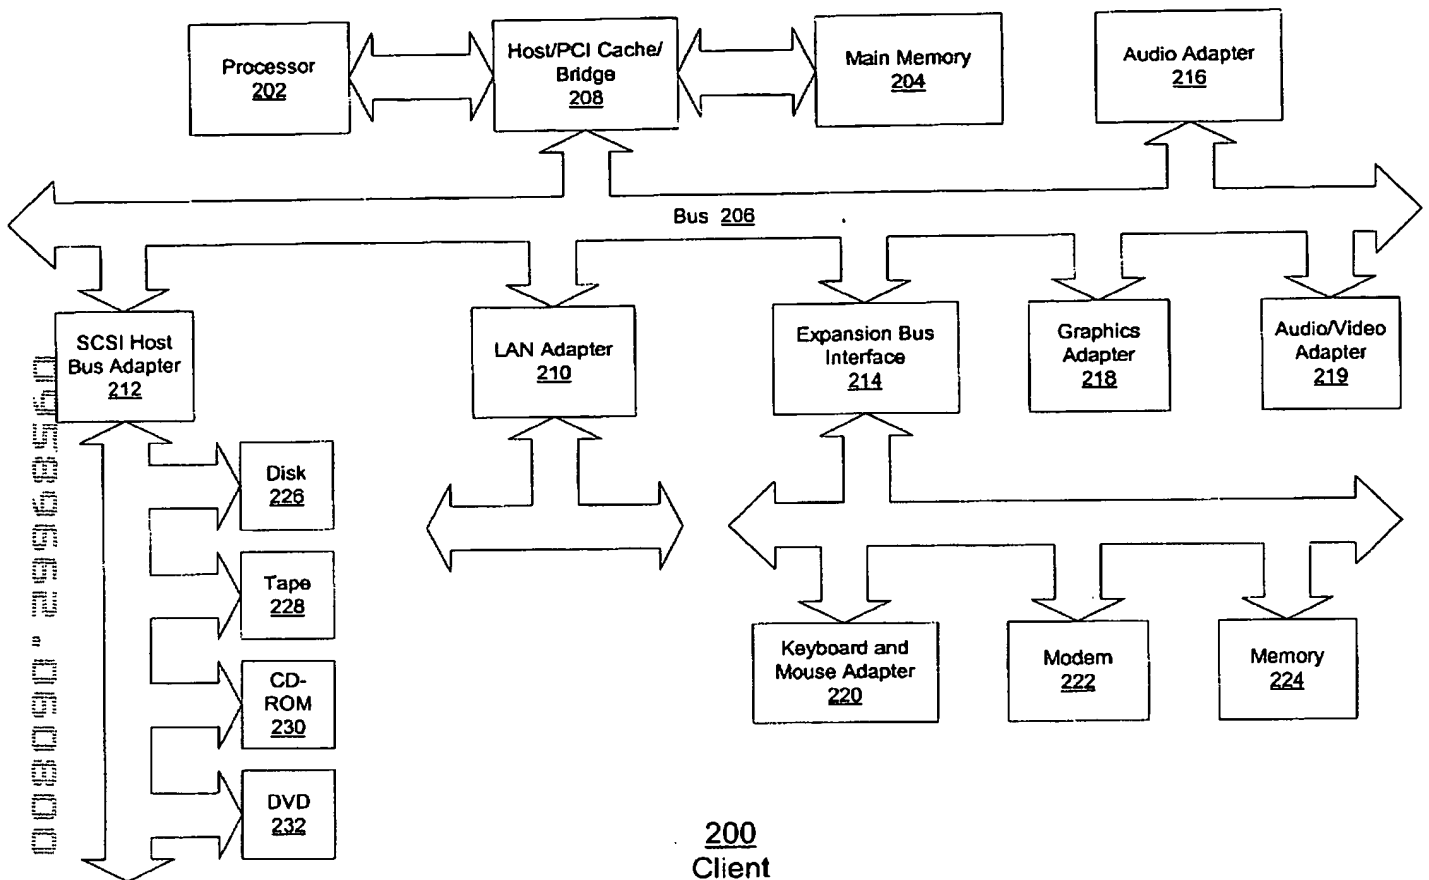 Processor
202
Host/PCI Cache/
Bridge
208
Main Memory
204
Audio Adapter
216
Bus 206
SCSI Host
Bus Adapter
212
LAN Adapter
210
Expansion Bus
Interface
214
Graphics
Adapter
218
Audio/Video
Adapter
219
Disk
226
Tape
228
CD-
ROM
230
DVD
232
Keyboard and
Mouse Adapter
220
Modem
222
Memory
224
09589662.060800
200
Client